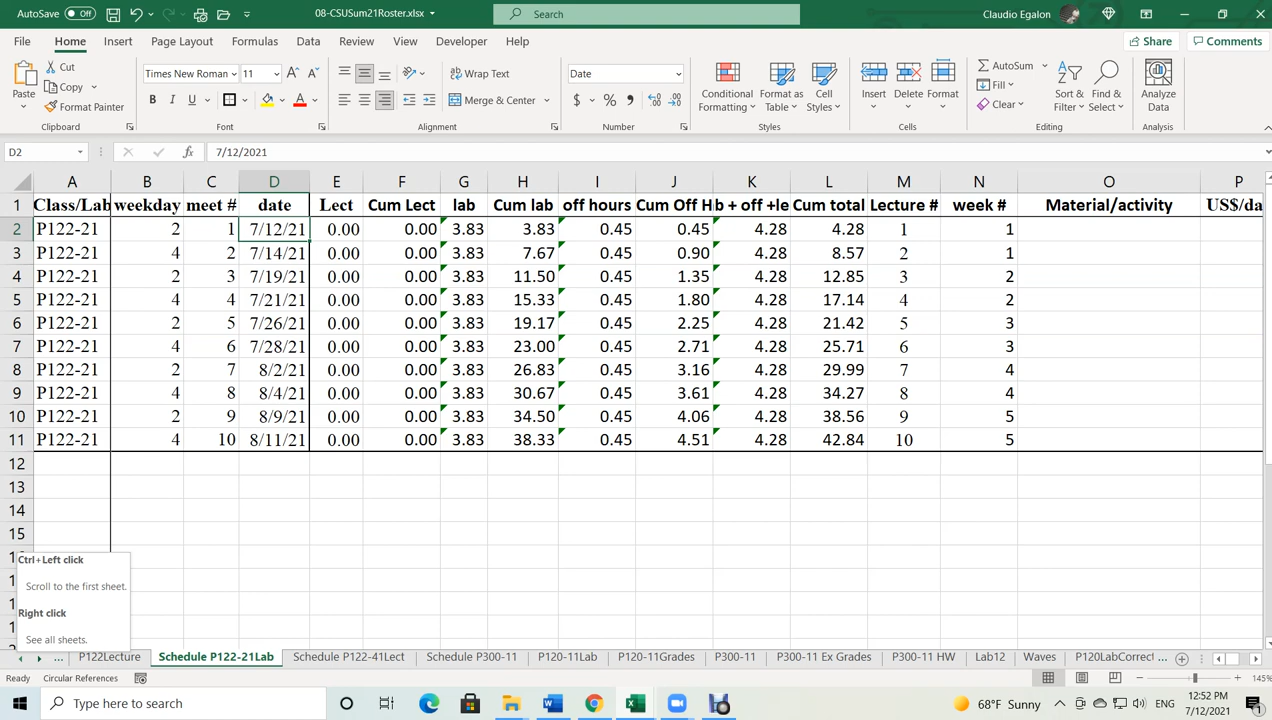 AutoSave Off 08-CSUSum21Roster.xlsx Search Claudio Egalon
File Home Insert Page Layout Formulas Data Review View Developer Help Share Comments
Paste Cut Copy Format Painter Clipboard
Times New Roman 11 B I U Font
Wrap Text Merge & Center Alignment
Date $ % Number
Conditional Formatting Format as Table Cell Styles Styles
Insert Delete Format Cells
AutoSum Fill Clear Sort & Filter Find & Select Editing
Analyze Data Analysis
D2 fx 7/12/2021
A B C D E F G H I J K L M N O P
1 Class/Lab weekday meet # date Lect Cum Lect lab Cum lab off hours Cum Off H b + off +le Cum total Lecture # week # Material/activity US$/da
2 P122-21 2 1 7/12/21 0.00 0.00 3.83 3.83 0.45 0.45 4.28 4.28 1 1
3 P122-21 4 2 7/14/21 0.00 0.00 3.83 7.67 0.45 0.90 4.28 8.57 2 1
4 P122-21 2 3 7/19/21 0.00 0.00 3.83 11.50 0.45 1.35 4.28 12.85 3 2
5 P122-21 4 4 7/21/21 0.00 0.00 3.83 15.33 0.45 1.80 4.28 17.14 4 2
6 P122-21 2 5 7/26/21 0.00 0.00 3.83 19.17 0.45 2.25 4.28 21.42 5 3
7 P122-21 4 6 7/28/21 0.00 0.00 3.83 23.00 0.45 2.71 4.28 25.71 6 3
8 P122-21 2 7 8/2/21 0.00 0.00 3.83 26.83 0.45 3.16 4.28 29.99 7 4
9 P122-21 4 8 8/4/21 0.00 0.00 3.83 30.67 0.45 3.61 4.28 34.27 8 4
10 P122-21 2 9 8/9/21 0.00 0.00 3.83 34.50 0.45 4.06 4.28 38.56 9 5
11 P122-21 4 10 8/11/21 0.00 0.00 3.83 38.33 0.45 4.51 4.28 42.84 10 5
12
13
14
15
Ctrl+Left click
Scroll to the first sheet.
Right click
See all sheets.
... P122Lecture Schedule P122-21Lab Schedule P122-41Lect Schedule P300-11 P120-11Lab P120-11Grades P300-11 P300-11 Ex Grades P300-11 HW Lab12 Waves P120LabCorrect ...
Ready Circular References 145%
Type here to search W 68°F Sunny ENG 12:52 PM
7/12/2021 1